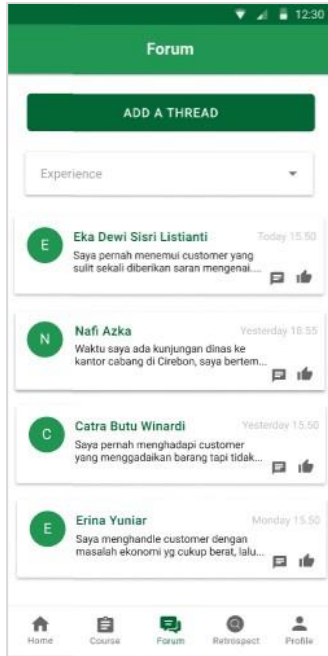 12:30
Forum
ADD A THREAD
Experience
E
Eka Dewi Sisri Listianti
Today 15.50
Saya pernah menemui customer yang
sulit sekali diberikan saran mengenai....
N
Nafi Azka
Yesterday 18.55
Waktu saya ada kunjungan dinas ke
kantor cabang di Cirebon, saya bertem...
C
Catra Butu Winardi
Yesterday 15.50
Saya pernah menghadapi customer
yang menggadaikan barang tapi tidak...
E
Erina Yuniar
Monday 15.50
Saya menghandle customer dengan
masalah ekonomi yg cukup berat, lalu...
Home
Course
Forum
Retrospect
Profile